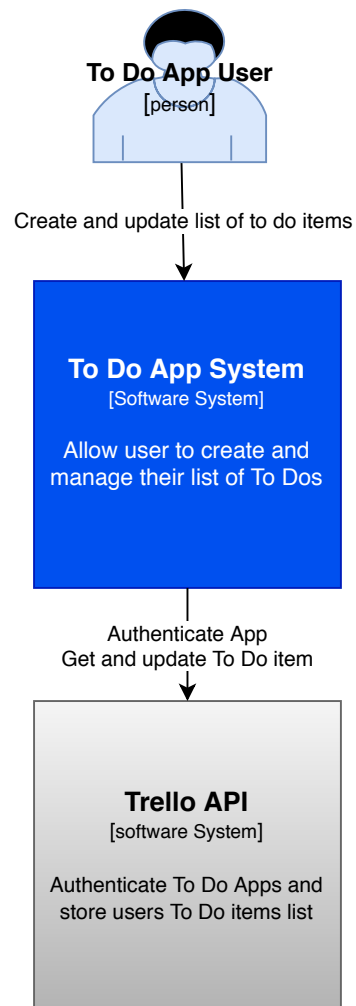 To Do App User
[person]
Create and update list of to do items
To Do App System
[Software System]
Allow user to create and
manage their list of To Dos
Authenticate App
Get and update To Do item
Trello API
[software System]
Authenticate To Do Apps and
store users To Do items list